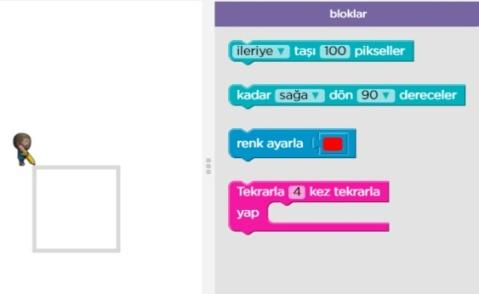 bloklar
ileriye taşı 100 pikseller
kadar sağa dön 90 dereceler
renk ayarla
Tekrarla 4 kez tekrarla
yap